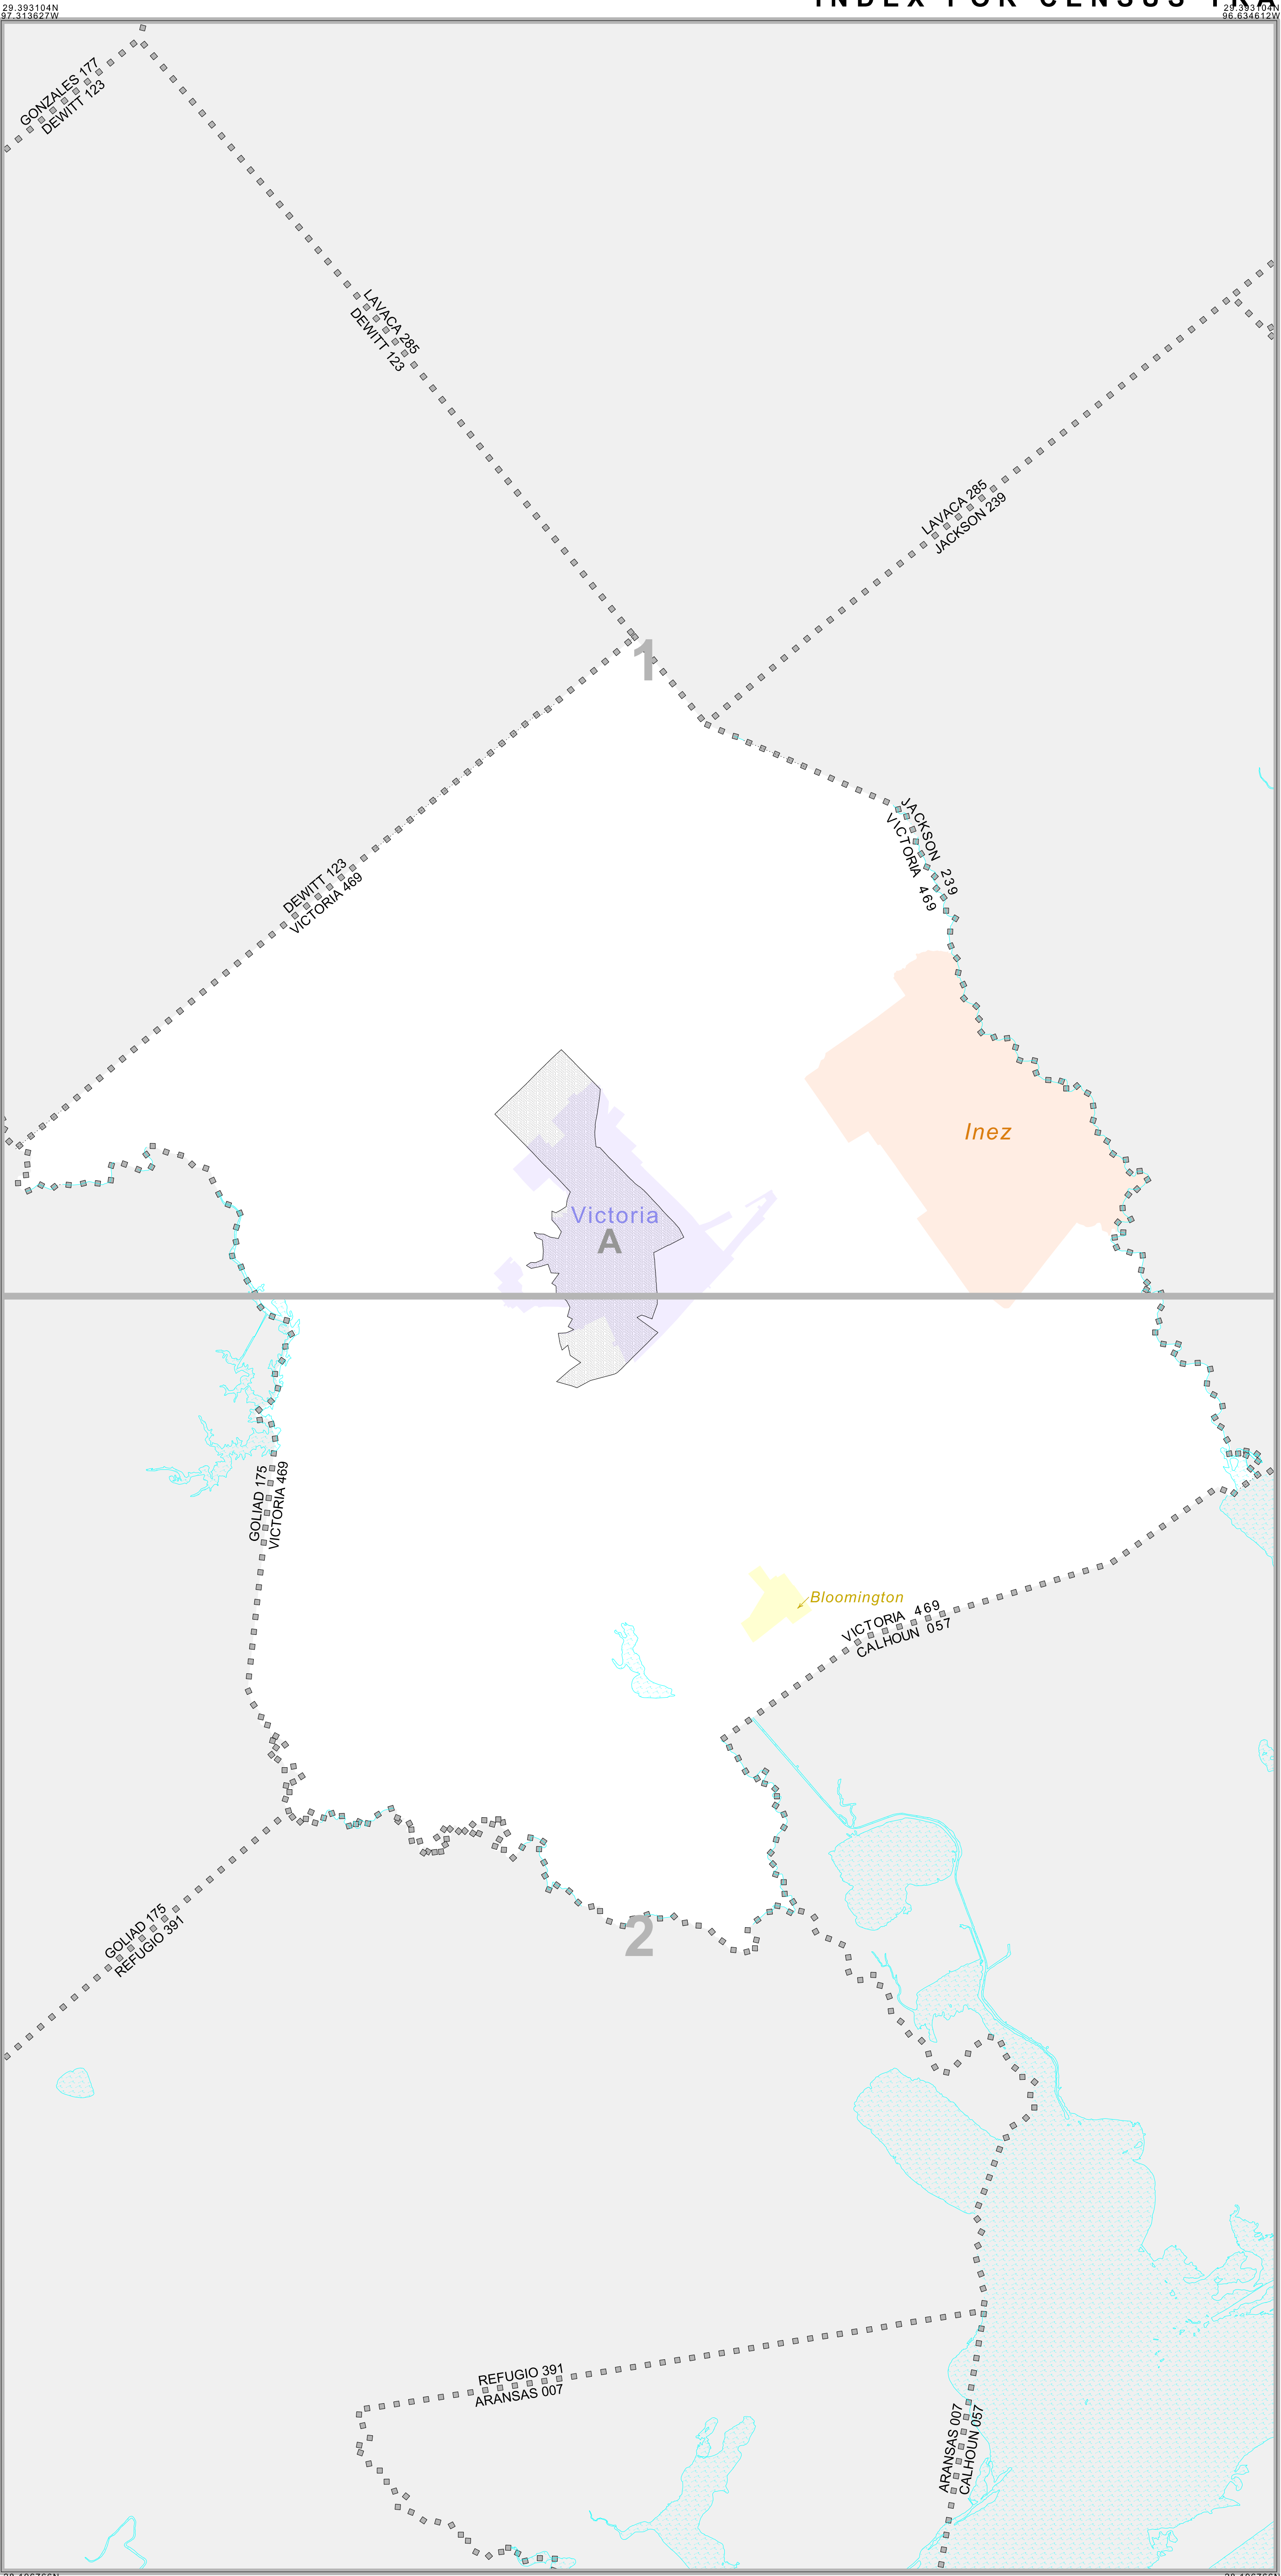 INDEX FOR CENSUS TRA
29.393104N
97.313627W
29.393104N
96.634612W
GONZALES 177
DEWITT 123
LAVACA 285
DEWITT 123
LAVACA 285
JACKSON 239
1
JACKSON 239
VICTORIA 469
DEWITT 123
VICTORIA 469
Inez
Victoria
A
GOLIAD 175
VICTORIA 469
Bloomington
VICTORIA 469
CALHOUN 057
GOLIAD 175
REFUGIO 391
2
REFUGIO 391
ARANSAS 007
ARANSAS 007
CALHOUN 057